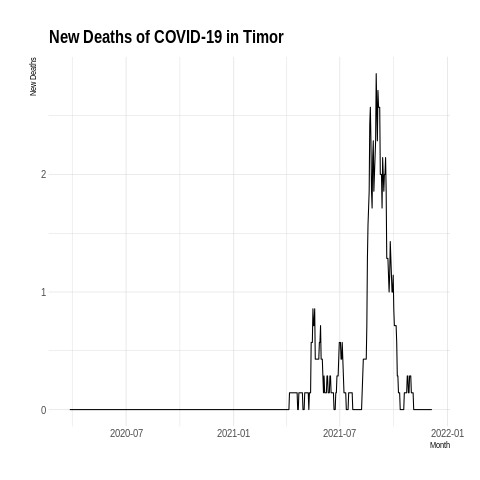 New Deaths of COVID-19 in Timor
New Deaths
2
1
0
2020-07 2021-01 2021-07 2022-01
Month